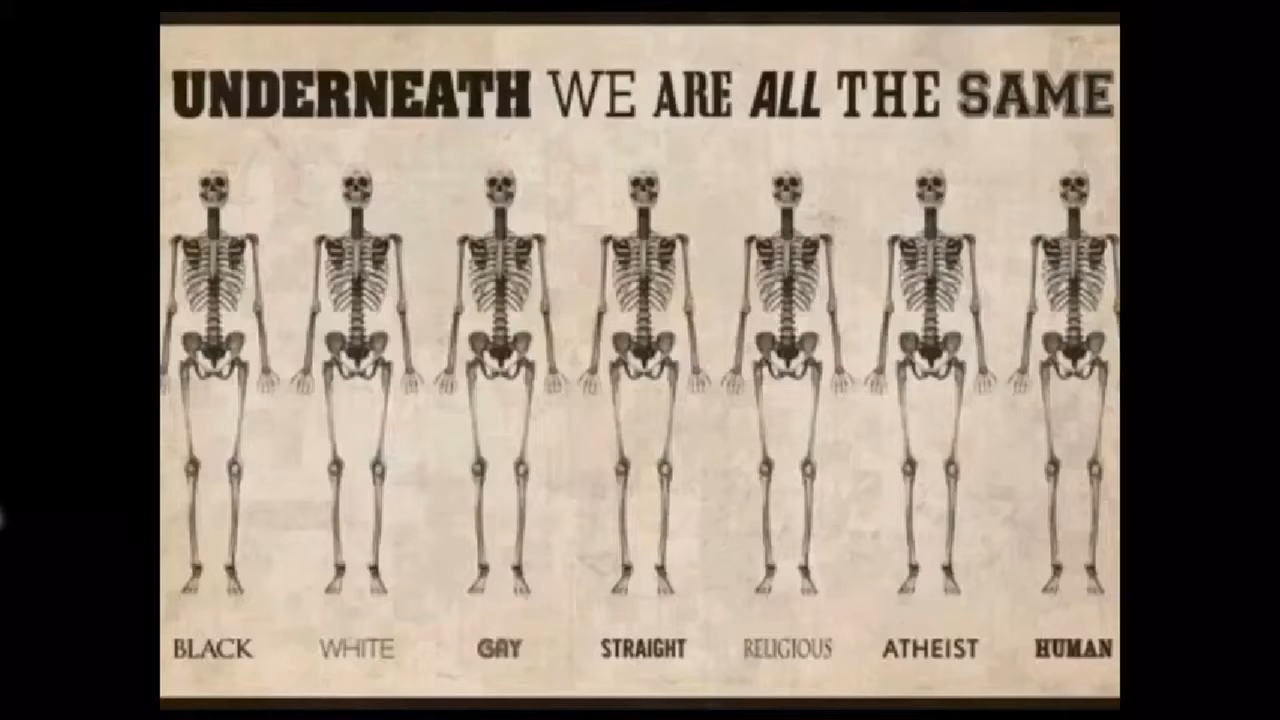 UNDERNEATH WE ARE ALL THE SAME
BLACK WHITE GAY STRAIGHT RELIGIOUS ATHEIST HUMAN